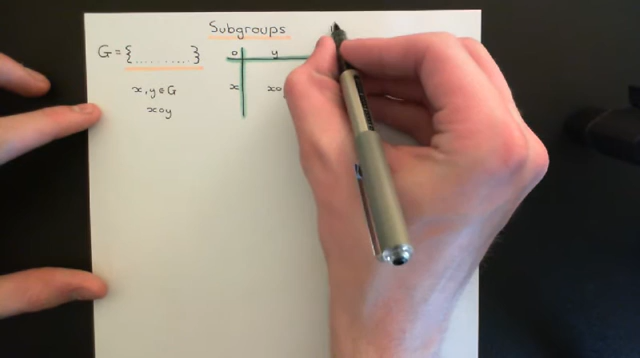 Subgroups
G = {..........}
x, y ∈ G
x∘y
∘ y
x x∘